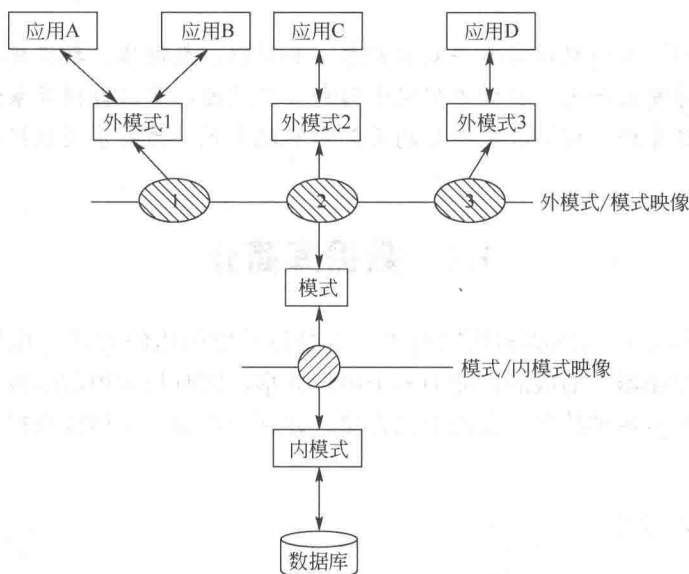 应用A 应用B 应用C 应用D
外模式1 外模式2 外模式3
1 2 3 外模式/模式映像
模式
模式/内模式映像
内模式
数据库